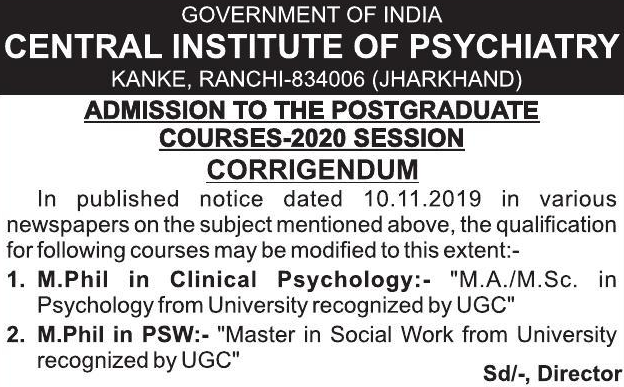 GOVERNMENT OF INDIA
CENTRAL INSTITUTE OF PSYCHIATRY
KANKE, RANCHI-834006 (JHARKHAND)
ADMISSION TO THE POSTGRADUATE
COURSES-2020 SESSION
CORRIGENDUM
In published notice dated 10.11.2019 in various
newspapers on the subject mentioned above, the qualification
for following courses may be modified to this extent:-
1. M.Phil in Clinical Psychology:- "M.A./M.Sc. in
Psychology from University recognized by UGC"
2. M.Phil in PSW:- "Master in Social Work from University
recognized by UGC"
Sd/-, Director